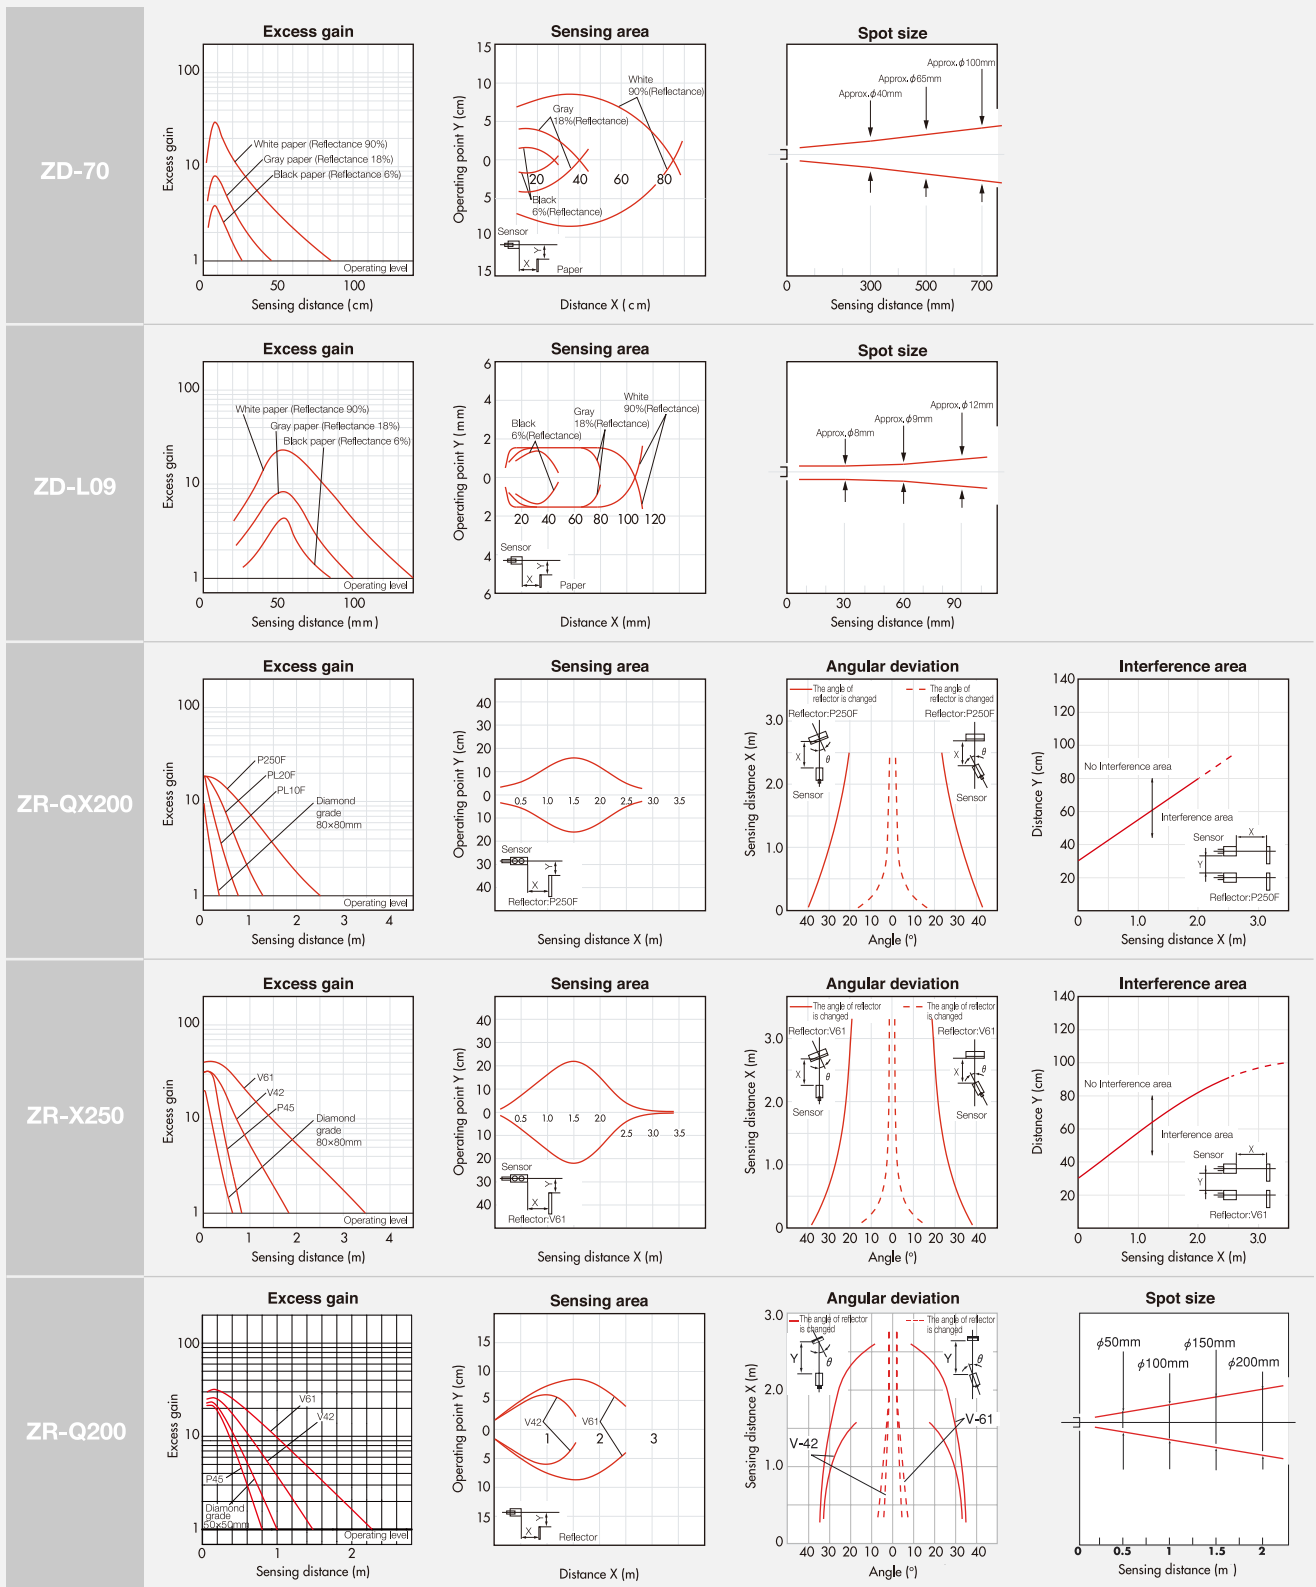 ZD-70
Excess gain
Excess gain
100
10
1
White paper (Reflectance 90%)
Gray paper (Reflectance 18%)
Black paper (Reflectance 6%)
Operating level
0 50 100
Sensing distance (cm)
Sensing area
Operating point Y (cm)
15
10
5
0
5
10
15
White
90%(Reflectance)
Gray
18%(Reflectance)
20 40 60 80
Black
6%(Reflectance)
Sensor
Y
X
Paper
Distance X (cm)
Spot size
Approx.ϕ100mm
Approx.ϕ65mm
Approx.ϕ40mm
0 300 500 700
Sensing distance (mm)
ZD-L09
Excess gain
Excess gain
100
10
1
White paper (Reflectance 90%)
Gray paper (Reflectance 18%)
Black paper (Reflectance 6%)
Operating level
0 50 100
Sensing distance (mm)
Sensing area
Operating point Y (mm)
6
4
2
0
2
4
6
White
90%(Reflectance)
Gray
18%(Reflectance)
Black
6%(Reflectance)
20 40 60 80 100 120
Sensor
Y
X
Paper
Distance X (mm)
Spot size
Approx.ϕ12mm
Approx.ϕ9mm
Approx.ϕ8mm
0 30 60 90
Sensing distance (mm)
ZR-QX200
Excess gain
Excess gain
100
10
1
P250F
PL20F
PL10F
Diamond
grade
80×80mm
Operating level
0 1 2 3 4
Sensing distance (m)
Sensing area
Operating point Y (cm)
40
30
20
10
0
10
20
30
40
0.5 1.0 1.5 2.0 2.5 3.0 3.5
Sensor
Y
X
Reflector:P250F
Sensing distance X (m)
Angular deviation
Sensing distance X (m)
3.0
2.0
1.0
0
The angle of
reflector is changed
The angle of
reflector is changed
Reflector:P250F
Reflector:P250F
X
θ
Sensor
X
θ
Sensor
40 30 20 10 0 10 20 30 40
Angle (°)
Interference area
Distance Y (cm)
140
120
100
80
60
40
20
No Interference area
Interference area
Sensor
X
Y
Reflector:P250F
0 1.0 2.0 3.0
Sensing distance X (m)
ZR-X250
Excess gain
Excess gain
100
10
1
V61
V42
P45
Diamond
grade
80×80mm
Operating level
0 1 2 3 4
Sensing distance (m)
Sensing area
Operating point Y (cm)
40
30
20
10
0
10
20
30
40
0.5 1.0 1.5 2.0 2.5 3.0 3.5
Sensor
Y
X
Reflector:V61
Sensing distance X (m)
Angular deviation
Sensing distance X (m)
3.0
2.0
1.0
0
The angle of reflector
is changed
The angle of reflector
is changed
Reflector:V61
Reflector:V61
X
θ
Sensor
X
θ
Sensor
40 30 20 10 0 10 20 30 40
Angle (°)
Interference area
Distance Y (cm)
140
120
100
80
60
40
20
No Interference area
Interference area
Sensor
X
Y
Reflector:V61
0 1.0 2.0 3.0
Sensing distance X (m)
ZR-Q200
Excess gain
Excess gain
100
10
1
V61
V42
P45
Diamond
grade
50×50mm
Operating level
0 1 2
Sensing distance (m)
Sensing area
Operating point Y (cm)
15
10
5
0
5
10
15
V42
V61
1 2 3
Sensor
Y
X
Reflector
Distance X (m)
Angular deviation
Sensing distance X (m)
3.0
2.0
1.0
0
The angle of reflector
is changed
The angle of reflector
is changed
Y
θ
Y
θ
V-61
V-42
40 30 20 10 0 10 20 30 40
Angle (°)
Spot size
ϕ50mm
ϕ150mm
ϕ100mm
ϕ200mm
0 0.5 1 1.5 2
Sensing distance (m )